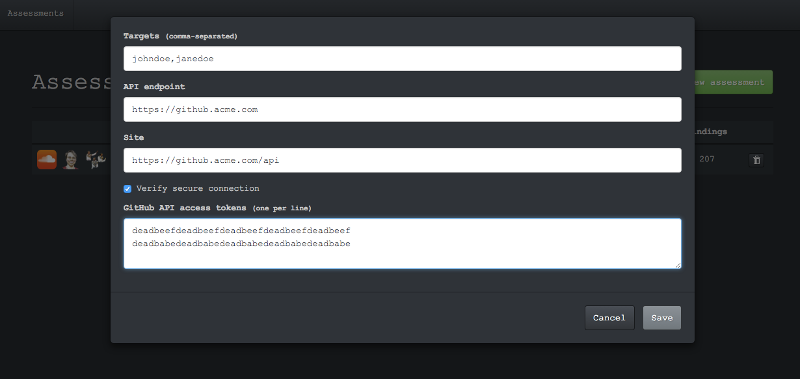 Assessments
Targets (comma-separated)
johndoe,janedoe
API endpoint
https://github.acme.com
Site
https://github.acme.com/api
Verify secure connection
GitHub API access tokens (one per line)
deadbeefdeadbeefdeadbeefdeadbeefdeadbeef
deadbabedeadbabedeadbabedeadbabedeadbabe
Cancel Save
Assess
ew assessment
ndings
207